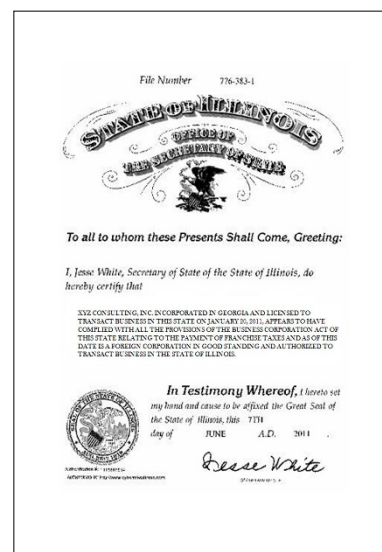 File Number 776-383-1
STATE OF ILLINOIS
OFFICE OF
THE SECRETARY OF STATE
To all to whom these Presents Shall Come, Greeting:
I, Jesse White, Secretary of State of the State of Illinois, do
hereby certify that
XYZ CONSULTING, INC. INCORPORATED IN GEORGIA AND LICENSED TO
TRANSACT BUSINESS IN THIS STATE ON JANUARY 20, 2011, APPEARS TO HAVE
COMPLIED WITH ALL THE PROVISIONS OF THE BUSINESS CORPORATION ACT OF
THIS STATE RELATING TO THE PAYMENT OF FRANCHISE TAXES AND AS OF THIS
DATE IS A FOREIGN CORPORATION IN GOOD STANDING AND AUTHORIZED TO
TRANSACT BUSINESS IN THE STATE OF ILLINOIS.
In Testimony Whereof, I hereto set
my hand and cause to be affixed the Great Seal of
the State of Illinois, this 7TH
day of JUNE A.D. 2011 .
Jesse White